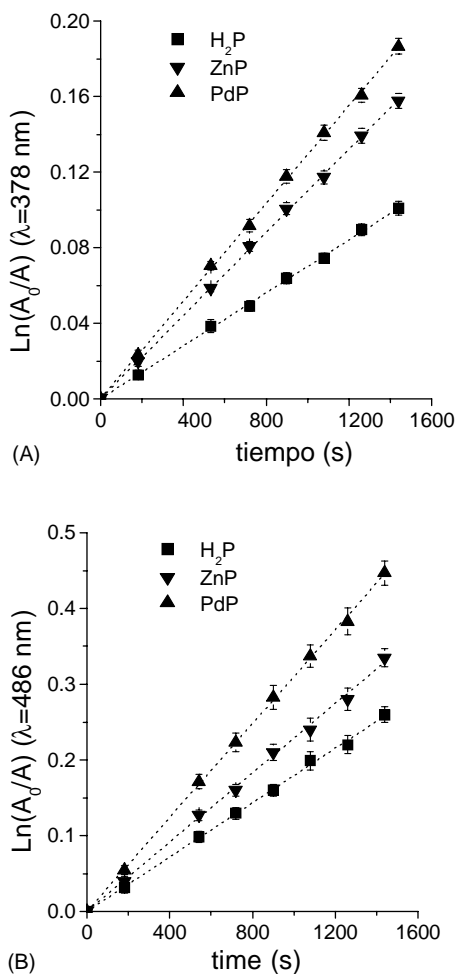 0.20
H₂P
ZnP
PdP
0.16
0.12
0.08
0.04
0.00
Ln(A₀/A) (λ=378 nm)
0 400 800 1200 1600
(A)
tiempo (s)
0.5
H₂P
ZnP
PdP
0.4
0.3
0.2
0.1
0.0
Ln(A₀/A) (λ=486 nm)
0 400 800 1200 1600
(B)
time (s)